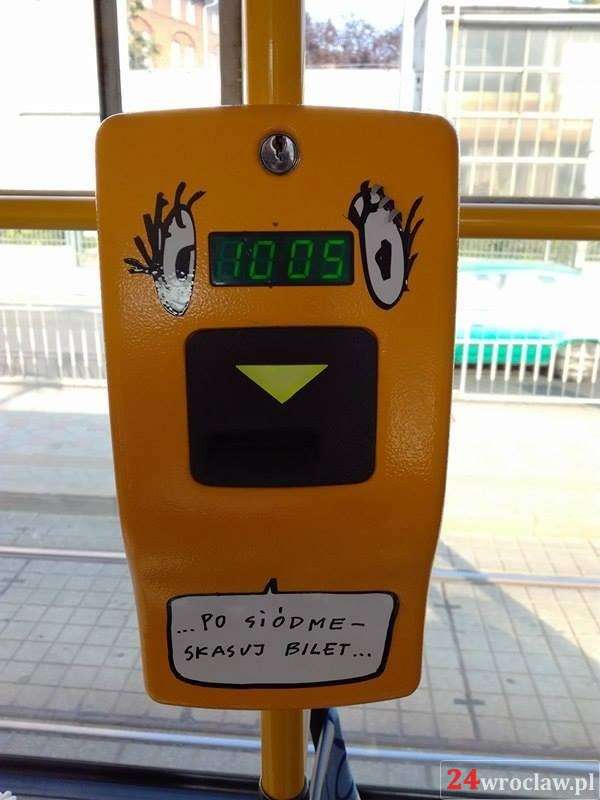 1005
...PO SIÓDME-
SKASUJ BILET...
24wroclaw.pl